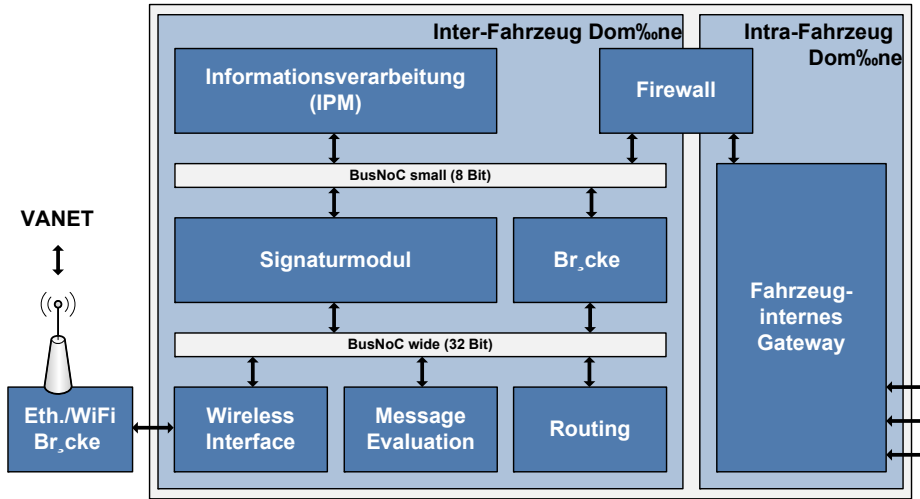 Inter-Fahrzeug Dom‰ne
Intra-Fahrzeug
Dom‰ne
Informationsverarbeitung
(IPM)
Firewall
BusNoC small (8 Bit)
VANET
Signaturmodul
Br¸cke
Fahrzeug-
internes
Gateway
BusNoC wide (32 Bit)
Eth./WiFi
Br¸cke
Wireless
Interface
Message
Evaluation
Routing